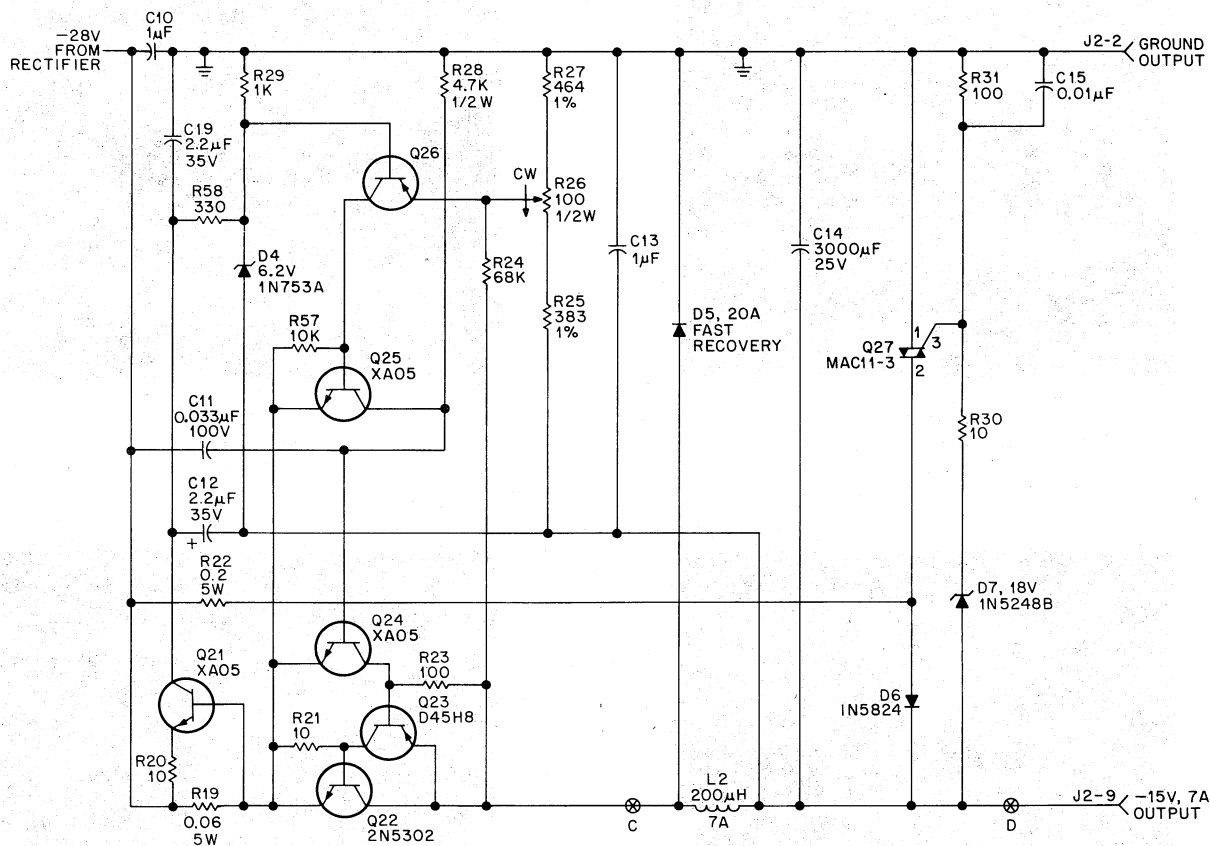 C10
1µF
-28V
FROM
RECTIFIER
J2-2
GROUND
OUTPUT
R29
1K
R28
4.7K
1/2W
R27
464
1%
R31
100
C15
0.01µF
C19
2.2µF
35V
Q26
CW
R26
100
1/2W
R58
330
D4
6.2V
1N753A
R24
68K
C13
1µF
C14
3000µF
25V
R25
383
1%
D5, 20A
FAST
RECOVERY
R57
10K
1
3
2
Q27
MAC11-3
Q25
XA05
C11
0.033µF
100V
R30
10
C12
2.2µF
35V
+
R22
0.2
5W
D7, 18V
1N5248B
Q24
XA05
Q21
XA05
R23
100
D6
IN5824
Q23
D45H8
R21
10
R20
10
R19
0.06
5W
Q22
2N5302
C
L2
200µH
7A
D
J2-9
-15V, 7A
OUTPUT